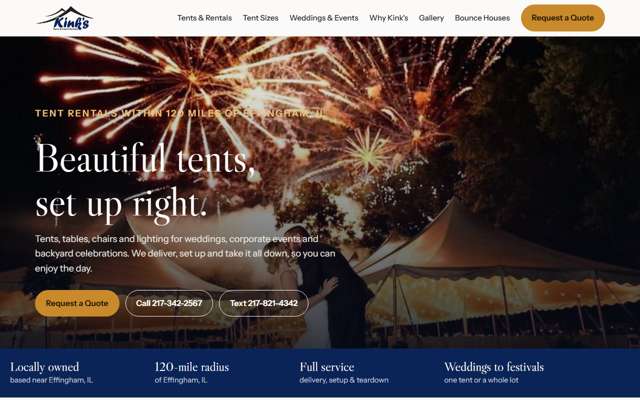 Kink's
Tents & Rentals
Tent Sizes
Weddings & Events
Why Kink's
Gallery
Bounce Houses
Request a Quote
TENT RENTALS WITHIN 120 MILES OF EFFINGHAM, IL
Beautiful tents,
set up right.
Tents, tables, chairs and lighting for weddings, corporate events and
backyard celebrations. We deliver, set up and take it all down, so you can
enjoy the day.
Request a Quote
Call 217-342-2567
Text 217-821-4342
Locally owned
based near Effingham, IL
120-mile radius
of Effingham, IL
Full service
delivery, setup & teardown
Weddings to festivals
one tent or a whole lot